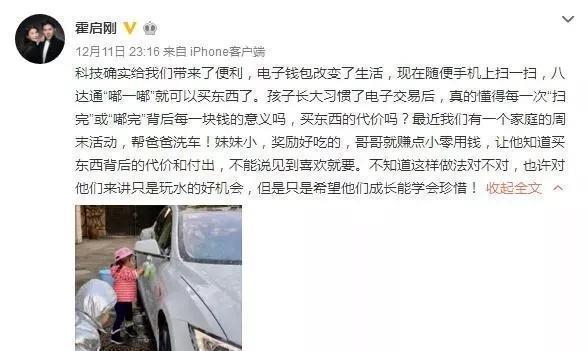 霍启刚
12月11日 23:16 来自 iPhone客户端
科技确实给我们带来了便利，电子钱包改变了生活，现在随便手机上扫一扫，八
达通“嘟一嘟”就可以买东西了。孩子长大习惯了电子交易后，真的懂得每一次“扫
完”或“嘟完”背后每一块钱的意义吗，买东西的代价吗？最近我们有一个家庭的周
末活动，帮爸爸洗车！妹妹小，奖励好吃的，哥哥就赚点小零用钱，让他知道买
东西背后的代价和付出，不能说见到喜欢就要。不知道这样做法对不对，也许对
他们来讲只是玩水的好机会，但是只是希望他们成长能学会珍惜！ 收起全文